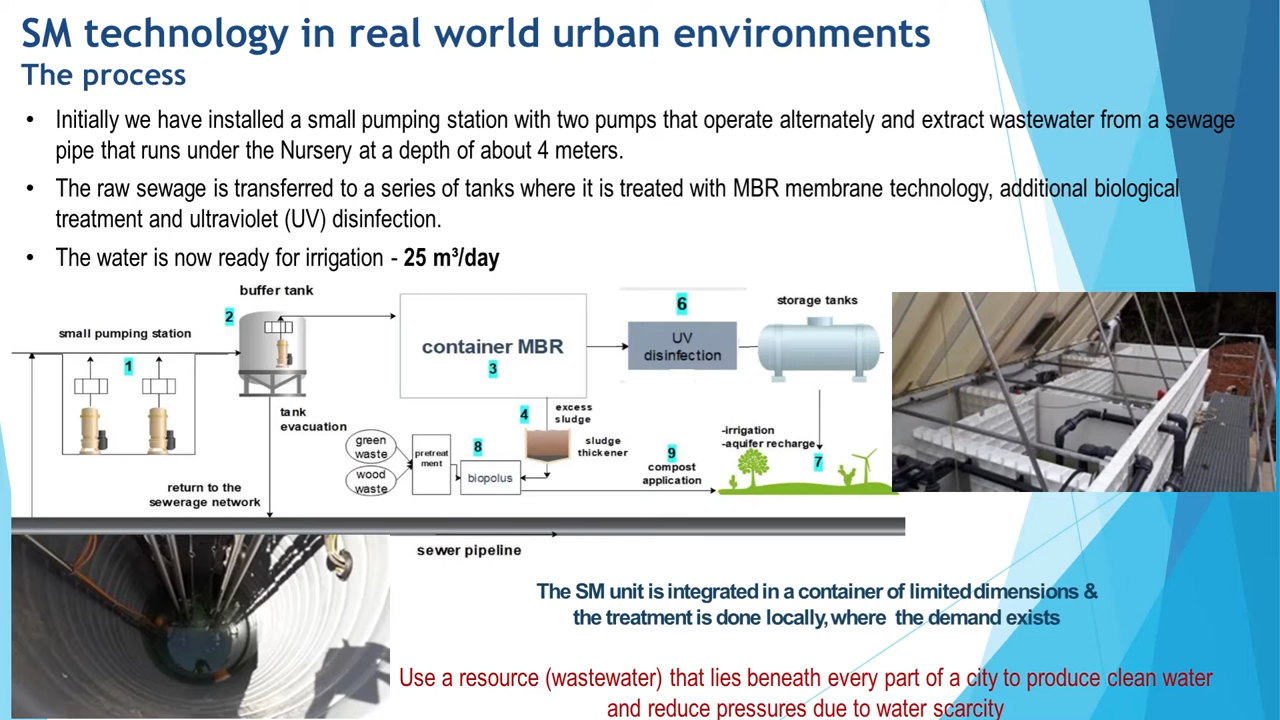 SM technology in real world urban environments
The process
• Initially we have installed a small pumping station with two pumps that operate alternately and extract wastewater from a sewage
pipe that runs under the Nursery at a depth of about 4 meters.
• The raw sewage is transferred to a series of tanks where it is treated with MBR membrane technology, additional biological
treatment and ultraviolet (UV) disinfection.
• The water is now ready for irrigation - 25 m³/day
buffer tank
2
small pumping station
1
container MBR
3
6
UV
disinfection
storage tanks
tank
evacuation
4
excess
sludge
sludge
thickener
green
waste
wood
waste
pretreat
ment
8
biopolus
9
compost
application
-irrigation
-aquifer recharge
7
return to the
sewerage network
sewer pipeline
The SM unit is integrated in a container of limited dimensions &
the treatment is done locally, where the demand exists
Use a resource (wastewater) that lies beneath every part of a city to produce clean water
and reduce pressures due to water scarcity